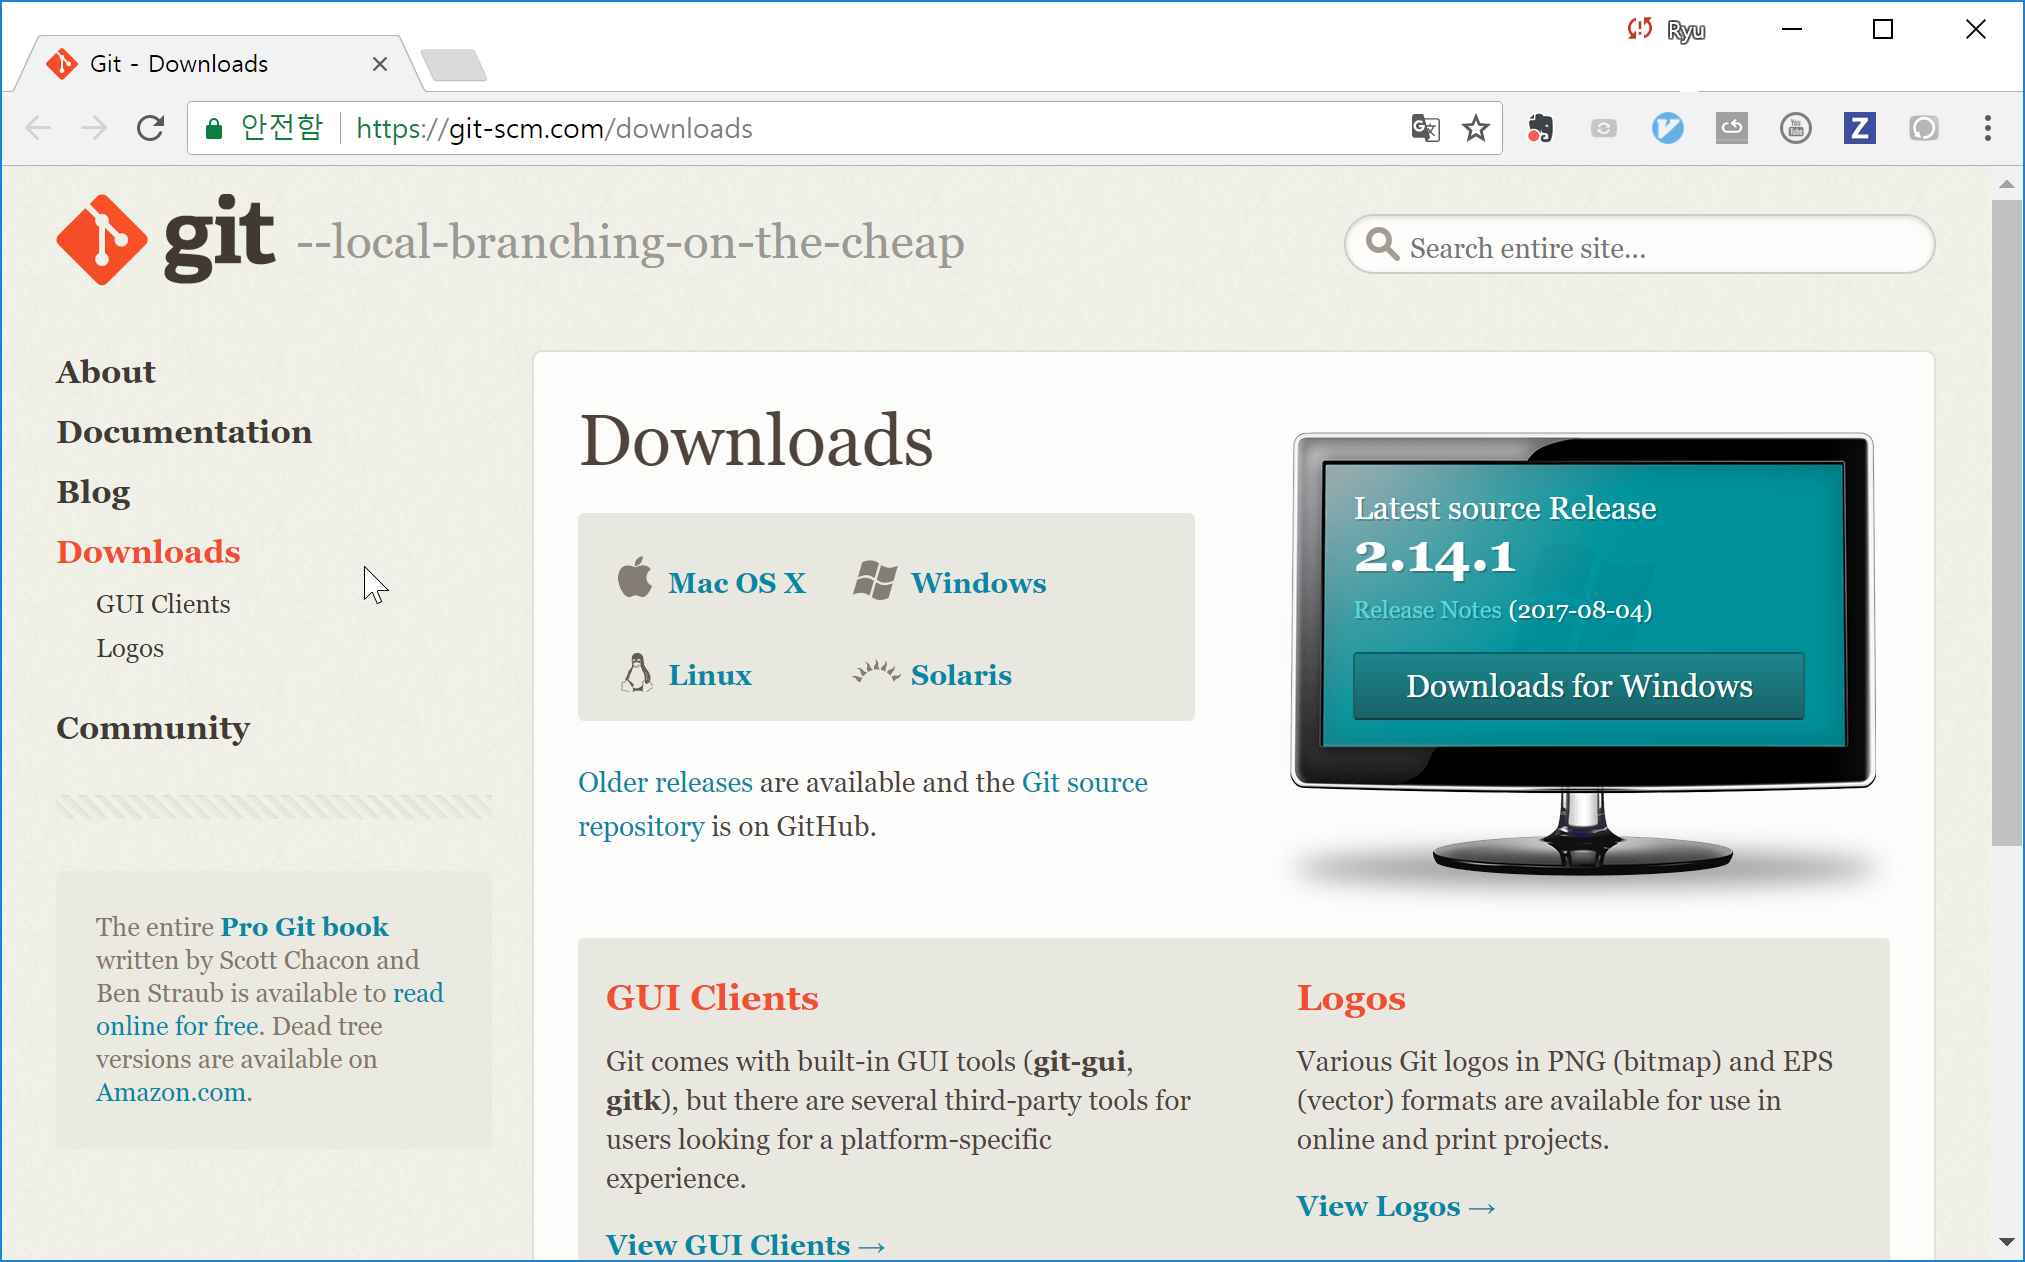 Ryu
Git - Downloads
안전함 https://git-scm.com/downloads
git --local-branching-on-the-cheap
Search entire site...
About
Documentation
Blog
Downloads
GUI Clients
Logos
Community
The entire Pro Git book
written by Scott Chacon and
Ben Straub is available to read
online for free. Dead tree
versions are available on
Amazon.com.
Downloads
Mac OS X Windows
Linux Solaris
Older releases are available and the Git source
repository is on GitHub.
Latest source Release
2.14.1
Release Notes (2017-08-04)
Downloads for Windows
GUI Clients
Git comes with built-in GUI tools (git-gui,
gitk), but there are several third-party tools for
users looking for a platform-specific
experience.
View GUI Clients →
Logos
Various Git logos in PNG (bitmap) and EPS
(vector) formats are available for use in
online and print projects.
View Logos →